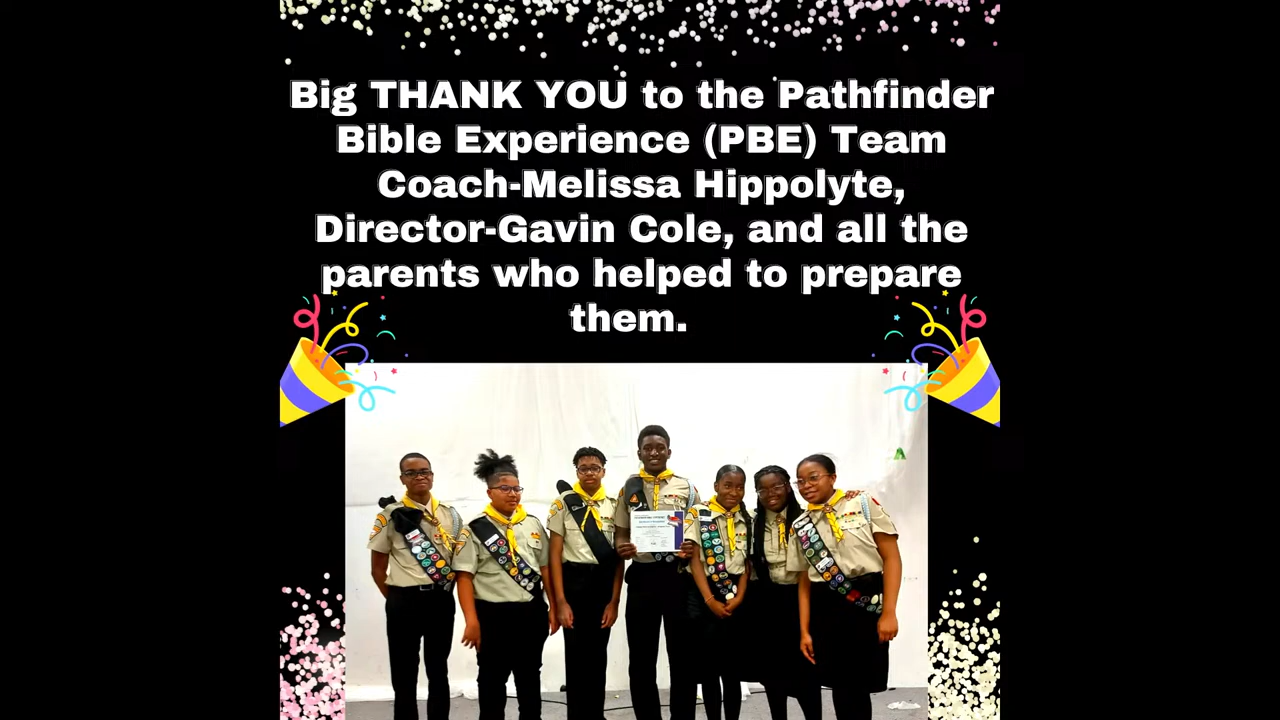 Big THANK YOU to the Pathfinder
Bible Experience (PBE) Team
Coach-Melissa Hippolyte,
Director-Gavin Cole, and all the
parents who helped to prepare
them.